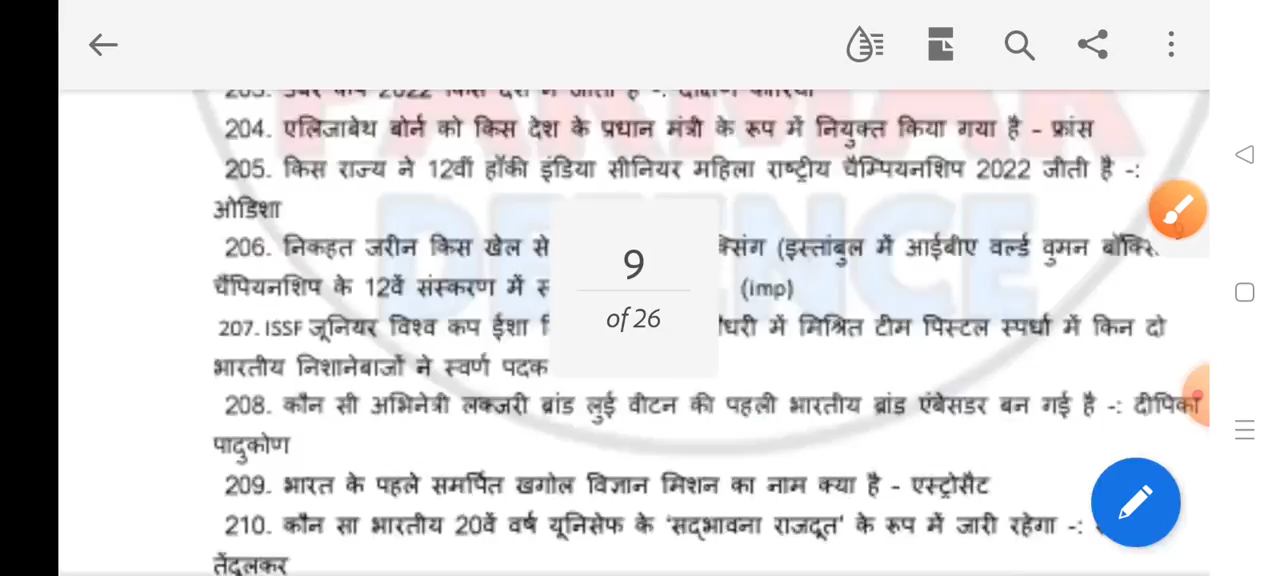 204. एलिजाबेथ बोर्न को किस देश के प्रधान मंत्री के रूप में नियुक्त किया गया है - फ्रांस
205. किस राज्य ने 12वीं हॉकी इंडिया सीनियर महिला राष्ट्रीय चैम्पियनशिप 2022 जीती है -:
ओडिशा
206. निकहत जरीन किस खेल से (इस्तांबुल में आईबीए वर्ल्ड वुमन
चैंपियनशिप के 12वें संस्करण में (imp)
207. ISSF जूनियर विश्व कप ईशा में मिश्रित टीम पिस्टल स्पर्धा में किन दो
भारतीय निशानेबाजों ने स्वर्ण पदक
208. कौन सी अभिनेत्री लक्जरी ब्रांड लुई वीटन की पहली भारतीय ब्रांड एंबेसडर बन गई है -: दीपिका
पादुकोण
209. भारत के पहले समर्पित खगोल विज्ञान मिशन का नाम क्या है - एस्ट्रोसैट
210. कौन सा भारतीय 20वें वर्ष यूनिसेफ के 'सद्भावना राजदूत' के रूप में जारी रहेगा -:
तेंदुलकर
9
of 26
DEFENCE